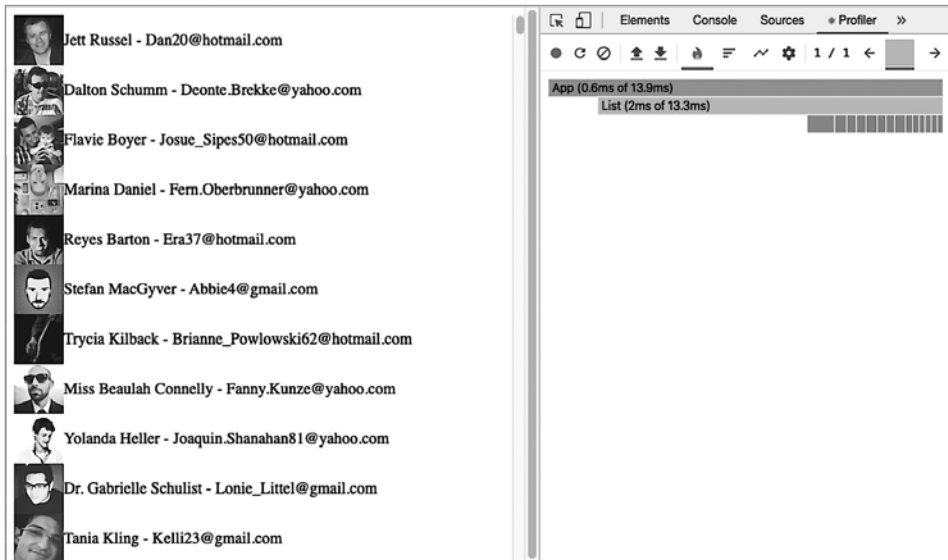 Jett Russel - Dan20@hotmail.com
Dalton Schumm - Deonte.Brekke@yahoo.com
Flavie Boyer - Josue_Sipes50@hotmail.com
Marina Daniel - Fern.Oberbrunner@yahoo.com
Reyes Barton - Era37@hotmail.com
Stefan MacGyver - Abbie4@gmail.com
Trycia Kilback - Brianne_Powlowski62@hotmail.com
Miss Beaulah Connelly - Fanny.Kunze@yahoo.com
Yolanda Heller - Joaquin.Shanahan81@yahoo.com
Dr. Gabrielle Schulist - Lonie_Littel@gmail.com
Tania Kling - Kelli23@gmail.com
Elements Console Sources Profiler »
1 / 1
App (0.6ms of 13.9ms)
List (2ms of 13.3ms)